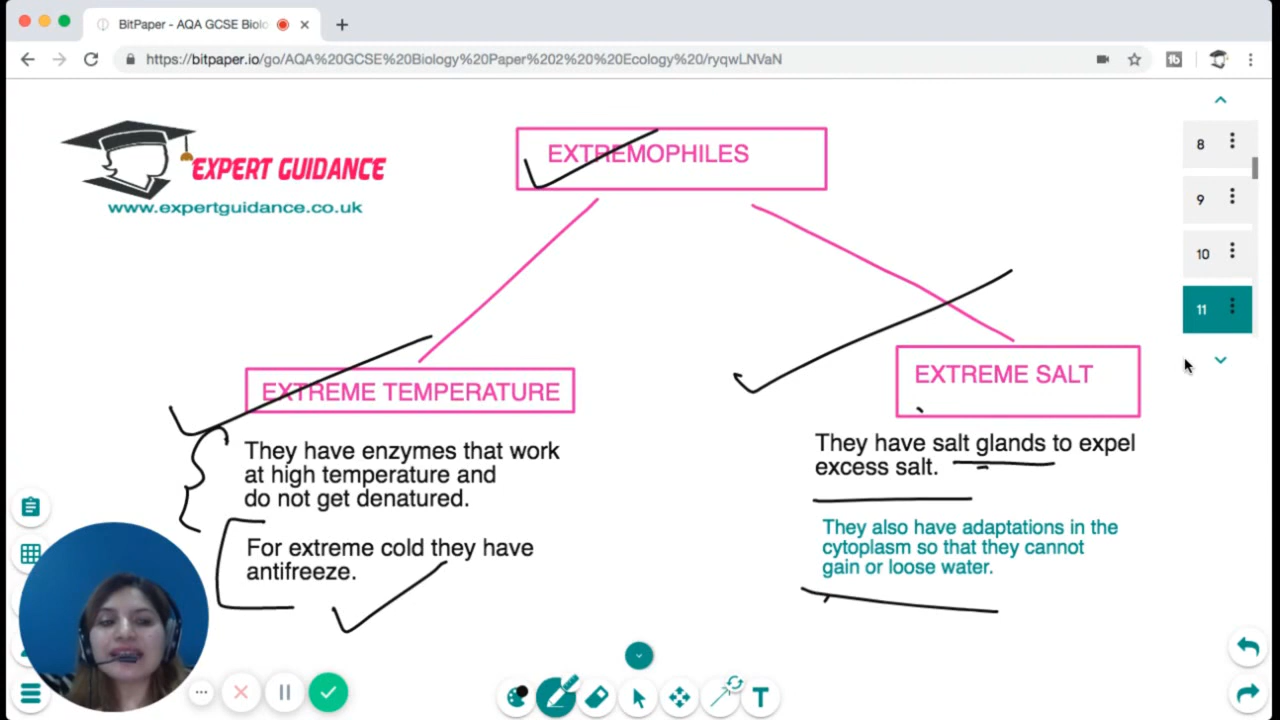 BitPaper - AQA GCSE Biolo
https://bitpaper.io/go/AQA%20GCSE%20Biology%20Paper%202%20%20Ecology%20/ryqwLNVaN
EXPERT GUIDANCE
www.expertguidance.co.uk
EXTREMOPHILES
8
9
10
11
EXTREME TEMPERATURE
They have enzymes that work
at high temperature and
do not get denatured.
For extreme cold they have
antifreeze.
EXTREME SALT
They have salt glands to expel
excess salt.
They also have adaptations in the
cytoplasm so that they cannot
gain or loose water.
T